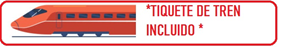 *TIQUETE DE TREN
INCLUIDO *